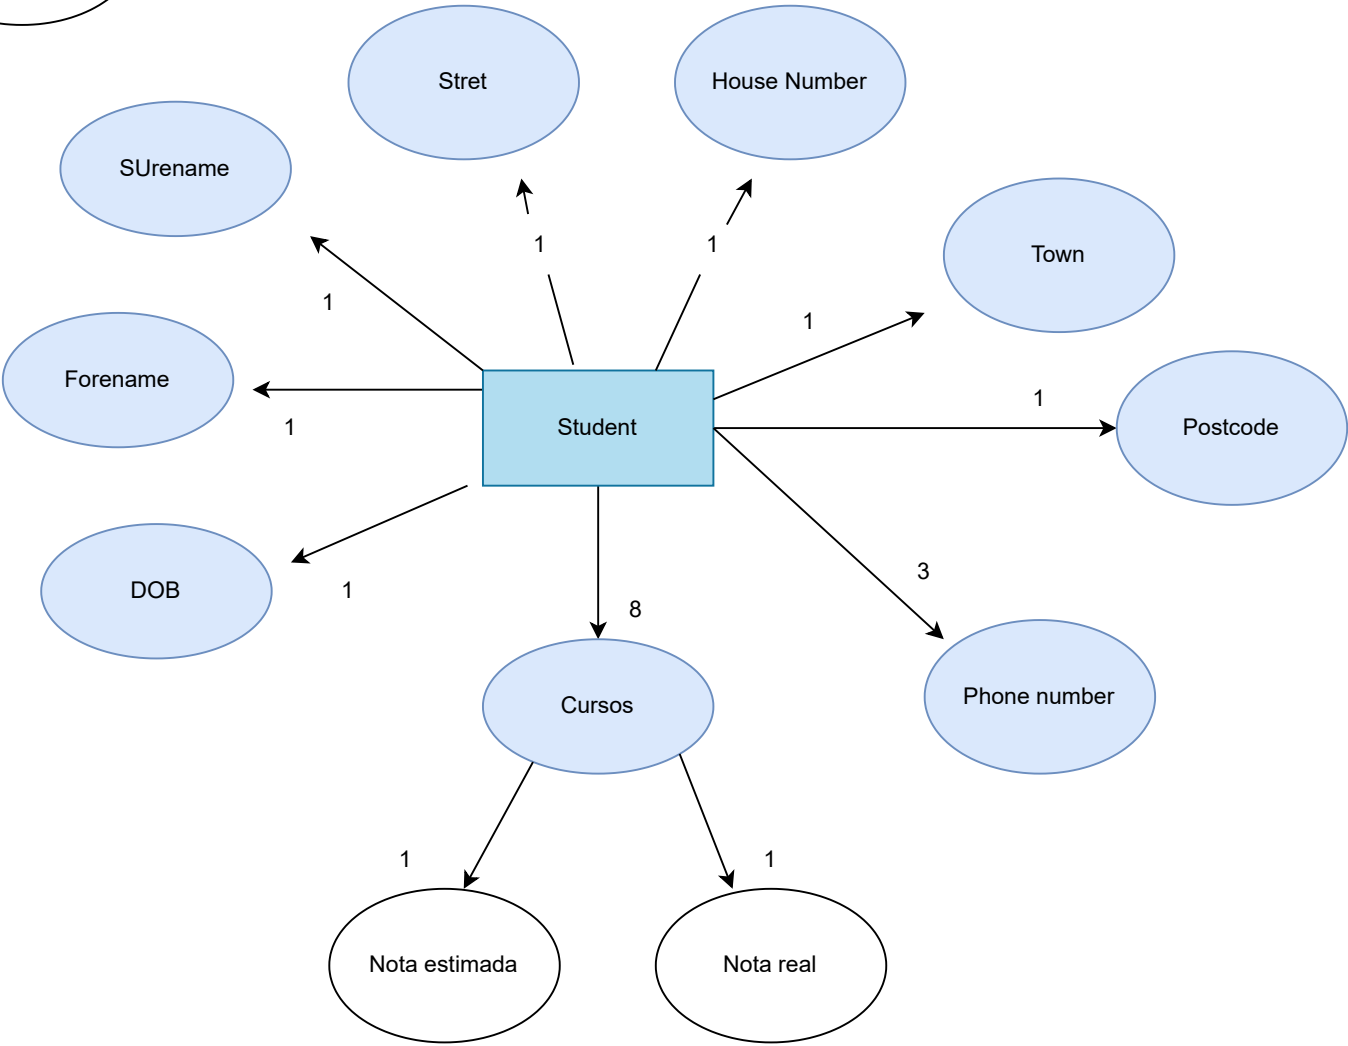 Stret
House Number
SUrename
Town
1
1
1
1
Forename
1
Postcode
1
Student
3
DOB
1
8
Cursos
Phone number
1
1
Nota estimada
Nota real